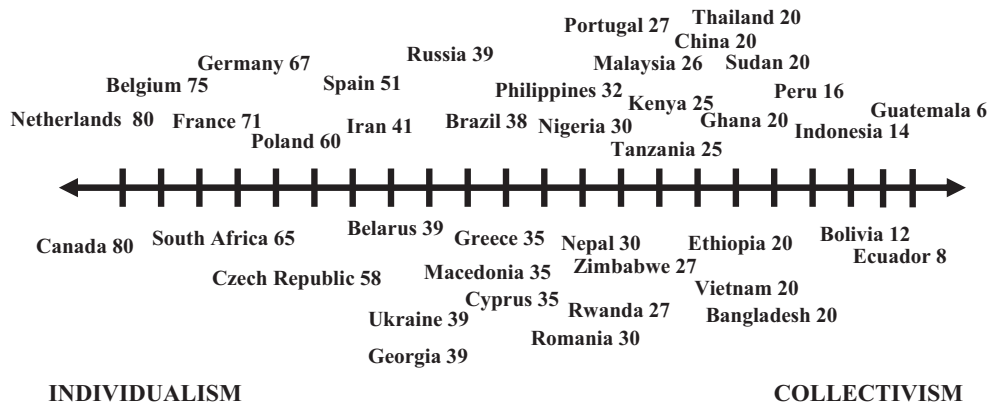 Portugal 27
Thailand 20
China 20
Russia 39
Germany 67
Malaysia 26
Sudan 20
Belgium 75
Spain 51
Philippines 32
Peru 16
Kenya 25
Guatemala 6
Netherlands 80
France 71
Iran 41
Brazil 38
Nigeria 30
Ghana 20
Indonesia 14
Poland 60
Tanzania 25
Canada 80
South Africa 65
Belarus 39
Greece 35
Nepal 30
Ethiopia 20
Bolivia 12
Ecuador 8
Czech Republic 58
Macedonia 35
Zimbabwe 27
Vietnam 20
Cyprus 35
Ukraine 39
Rwanda 27
Bangladesh 20
Romania 30
Georgia 39
INDIVIDUALISM
COLLECTIVISM